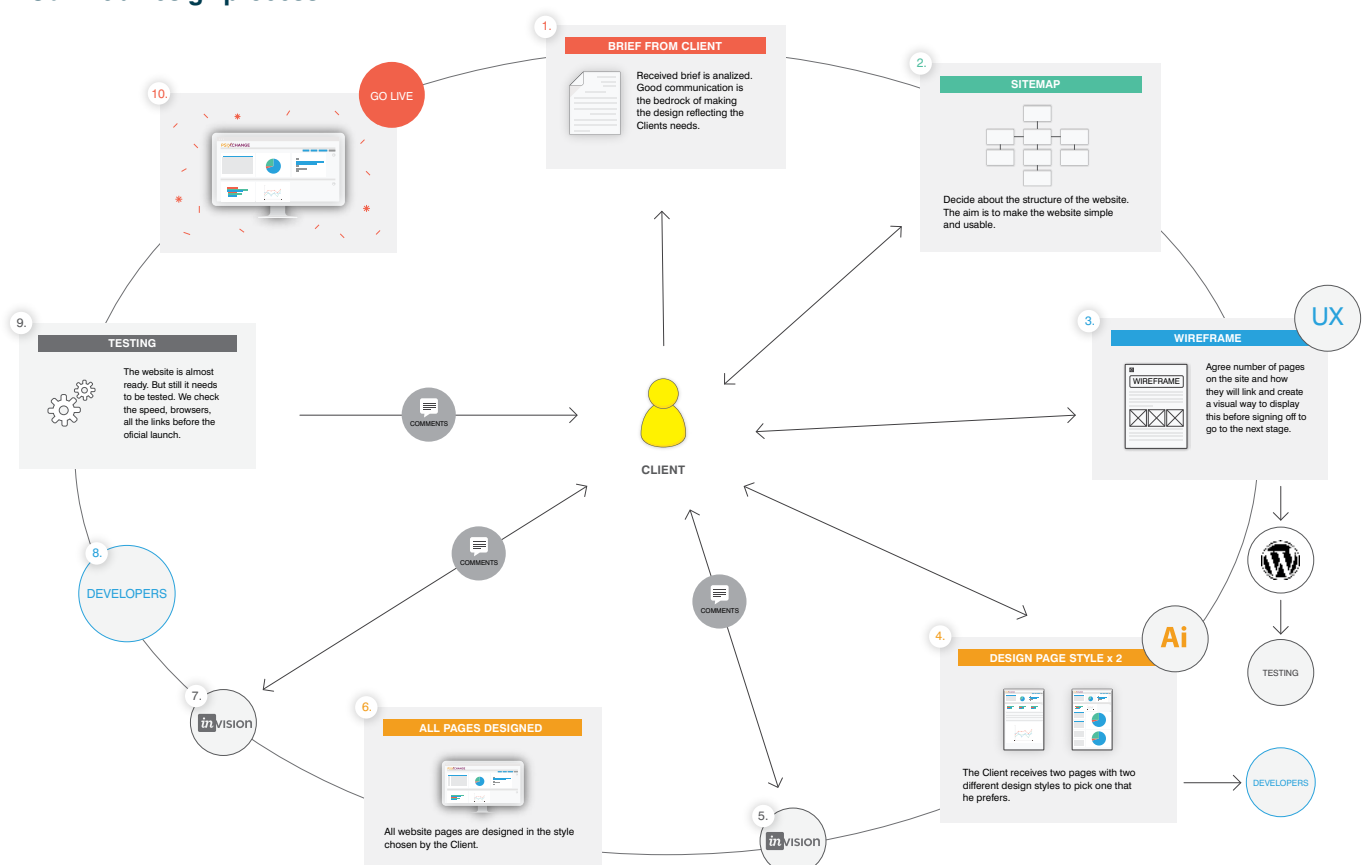 1.
BRIEF FROM CLIENT
Received brief is analized.
Good communication is
the bedrock of making
the design reflecting the
Clients needs.
2.
SITEMAP
Decide about the structure of the website.
The aim is to make the website simple
and usable.
10.
GO LIVE
3.
UX
WIREFRAME
WIREFRAME
Agree number of pages
on the site and how
they will link and create
a visual way to display
this before signing off to
go to the next stage.
9.
TESTING
The website is almost
ready. But still it needs
to be tested. We check
the speed, browsers,
all the links before the
oficial launch.
COMMENTS
CLIENT
COMMENTS
COMMENTS
8.
DEVELOPERS
W
TESTING
4.
Ai
DESIGN PAGE STYLE x 2
The Client receives two pages with two
different design styles to pick one that
he prefers.
DEVELOPERS
7.
inVISION
6.
ALL PAGES DESIGNED
All website pages are designed in the style
chosen by the Client.
5.
inVISION